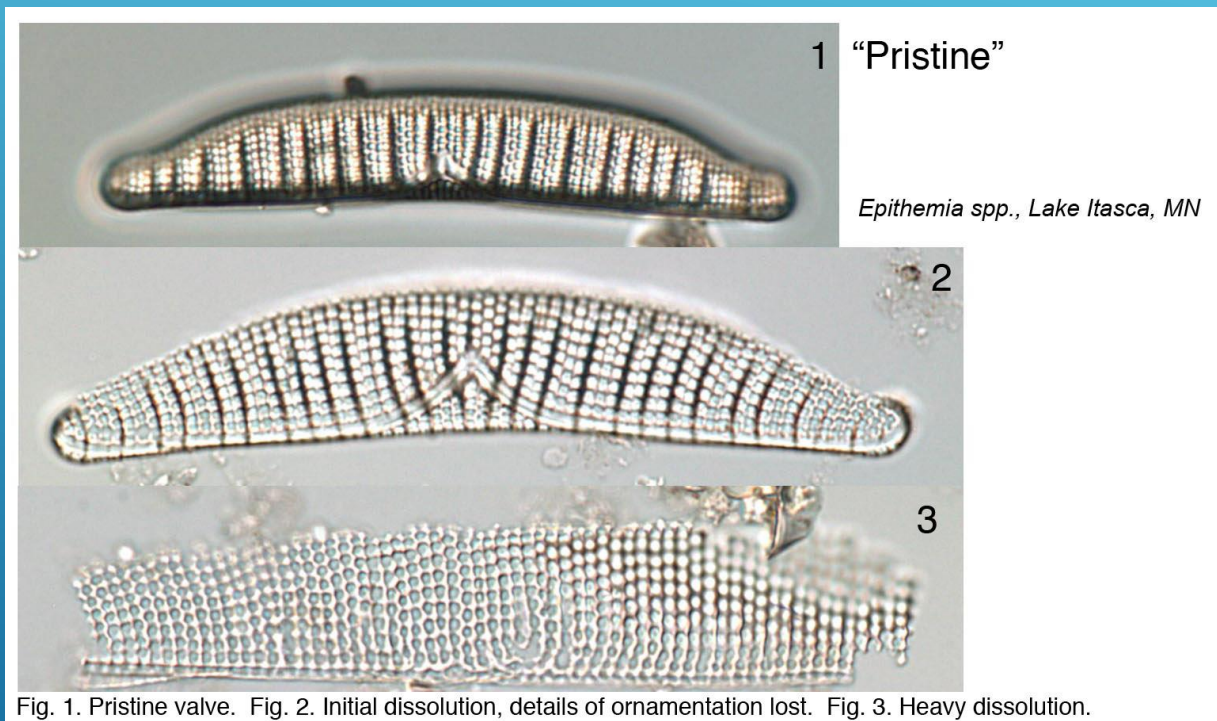 1 “Pristine”
Epithemia spp., Lake Itasca, MN
2
3
Fig. 1. Pristine valve.  Fig. 2. Initial dissolution, details of ornamentation lost.  Fig. 3. Heavy dissolution.